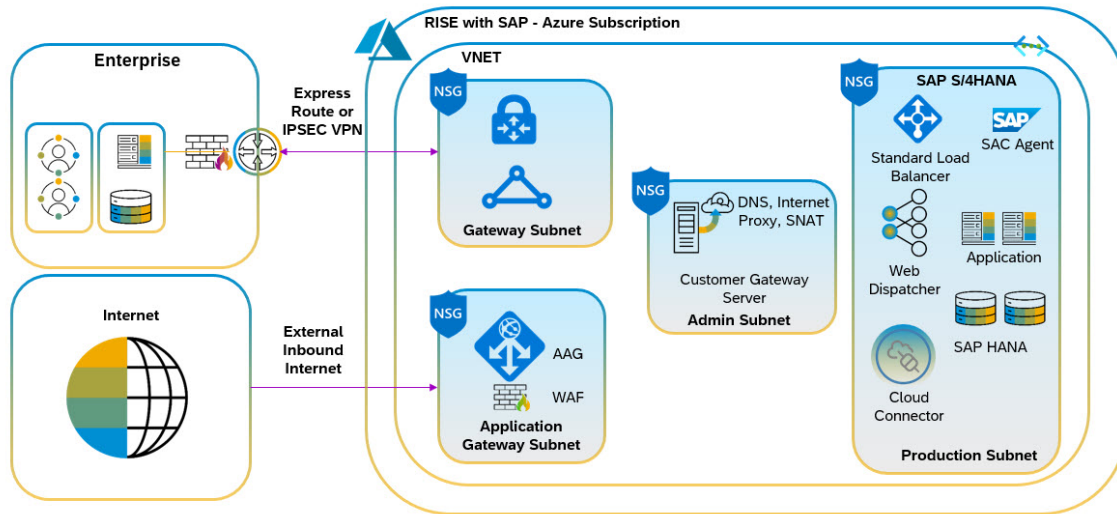 RISE with SAP - Azure Subscription
Enterprise
VNET
Express
Route or
IPSEC VPN
NSG
Gateway Subnet
NSG
DNS, Internet
Proxy, SNAT
Customer Gateway
Server
Admin Subnet
NSG
SAP S/4HANA
Standard Load
Balancer
SAP
SAC Agent
Web
Dispatcher
Application
SAP HANA
Cloud
Connector
Production Subnet
Internet
External
Inbound
Internet
NSG
AAG
WAF
Application
Gateway Subnet